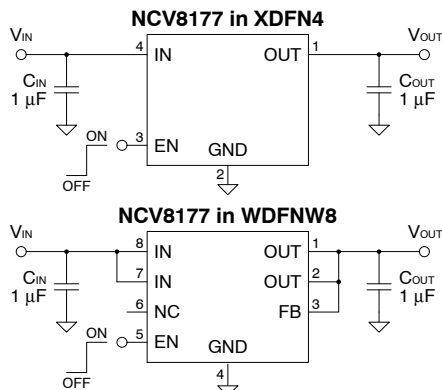 NCV8177 in XDFN4
VIN VOUT
4 IN OUT 1
CIN 1 µF
COUT 1 µF
ON 3 EN
OFF
GND
2
NCV8177 in WDFNW8
VIN VOUT
8 IN OUT 1
7 IN OUT 2
CIN 1 µF
COUT 1 µF
6 NC FB 3
ON 5 EN
OFF
GND
4